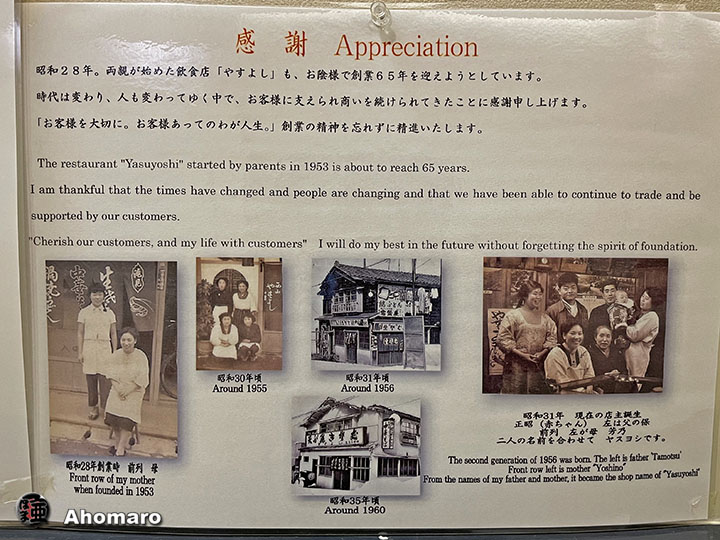 感 謝 Appreciation
昭和２８年。両親が始めた飲食店「やすよし」も、お陰様で創業６５年を迎えようとしています。
時代は変わり、人も変わってゆく中で、お客様に支えられ商いを続けられてきたことに感謝申し上げます。
「お客様を大切に。お客様あってのわが人生。」創業の精神を忘れずに精進いたします。
The restaurant "Yasuyoshi" started by parents in 1953 is about to reach 65 years.
I am thankful that the times have changed and people are changing and that we have been able to continue to trade and be
supported by our customers.
"Cherish our customers, and my life with customers" I will do my best in the future without forgetting the spirit of foundation.
昭和28年創業時 前列 母
Front row of my mother
when founded in 1953
昭和30年頃
Around 1955
昭和31年頃
Around 1956
昭和35年頃
Around 1960
昭和31年 現在の店主誕生
正昭（赤ちゃん） 左は父の保
前列 左が母 芳乃
二人の名前を合わせて ヤスヨシです。
The second generation of 1956 was born. The left is father 'Tamotsu'
Front row left is mother "Yoshino"
From the names of my father and mother, it became the shop name of "Yasuyoshi"
Ahomaro